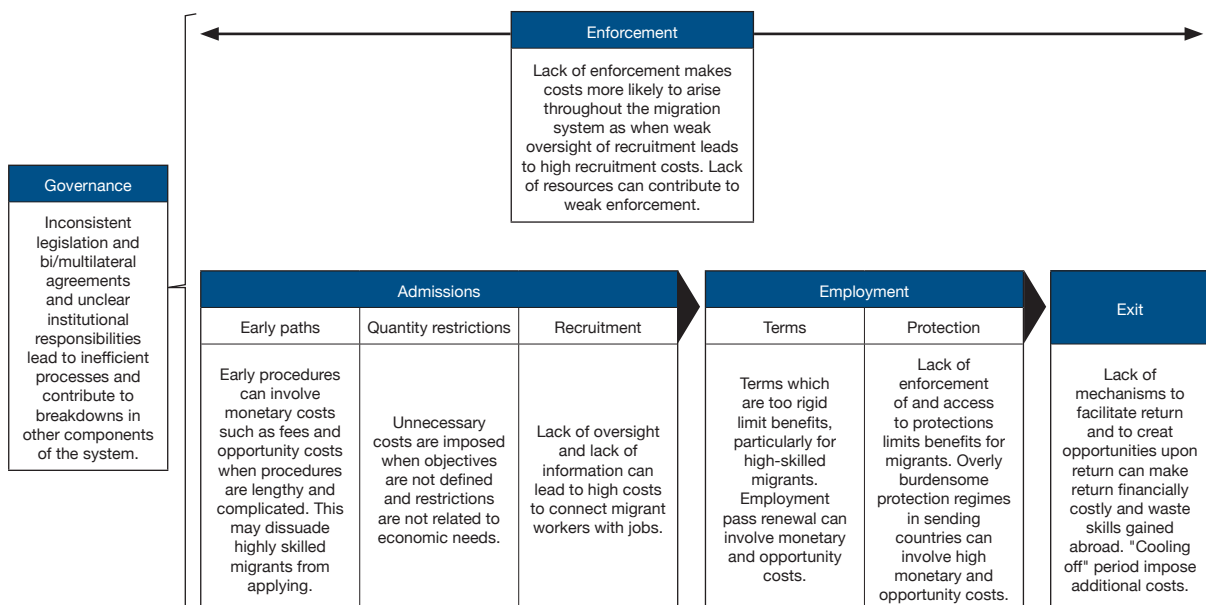 Enforcement
Lack of enforcement makes
costs more likely to arise
throughout the migration
system as when weak
oversight of recruitment leads
to high recruitment costs. Lack
of resources can contribute to
weak enforcement.
Governance
Inconsistent
legislation and
bi/multilateral
agreements
and unclear
institutional
responsibilities
lead to inefficient
processes and
contribute to
breakdowns in
other components
of the system.
Admissions
Early paths
Early procedures
can involve
monetary costs
such as fees and
opportunity costs
when procedures
are lengthy and
complicated. This
may dissuade
highly skilled
migrants from
applying.
Quantity restrictions
Unnecessary
costs are imposed
when objectives
are not defined
and restrictions
are not related to
economic needs.
Recruitment
Lack of oversight
and lack of
information can
lead to high costs
to connect migrant
workers with jobs.
Employment
Terms
Terms which
are too rigid
limit benefits,
particularly for
high-skilled
migrants.
Employment
pass renewal can
involve monetary
and opportunity
costs.
Protection
Lack of
enforcement
of and access
to protections
limits benefits for
migrants. Overly
burdensome
protection regimes
in sending
countries can
involve high
monetary and
opportunity costs.
Exit
Lack of
mechanisms to
facilitate return
and to creat
opportunities upon
return can make
return financially
costly and waste
skills gained
abroad. "Cooling
off" period impose
additional costs.